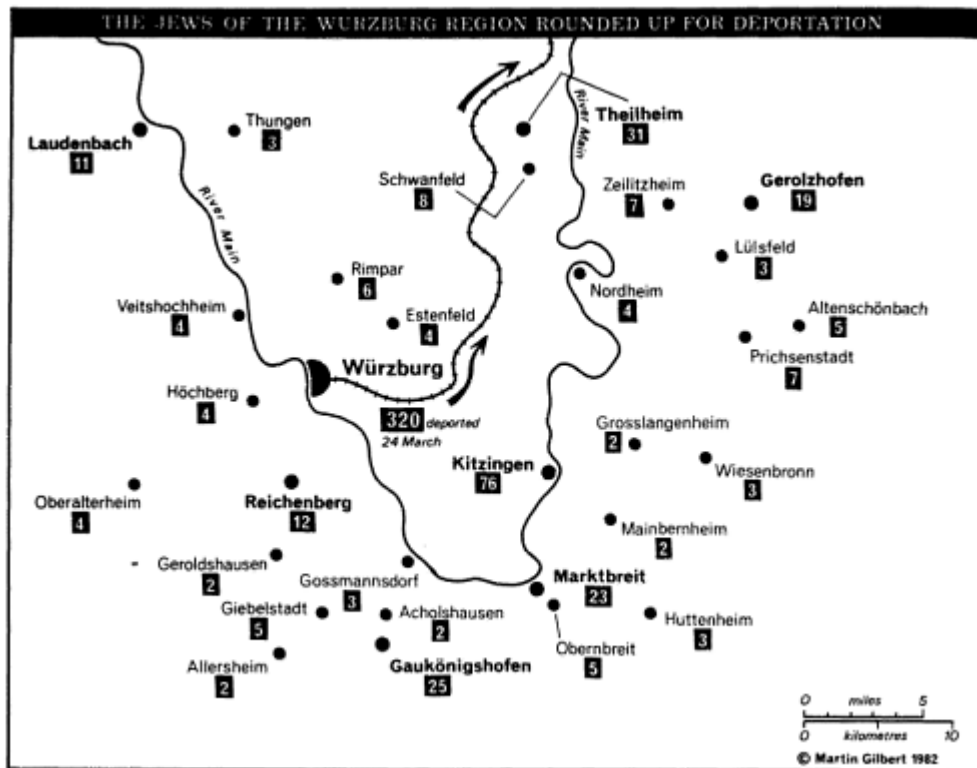 THE JEWS OF THE WURZBURG REGION ROUNDED UP FOR DEPORTATION
Laudenbach
11
Thungen
3
Theilheim
31
River Main
River Main
Schwanfeld
8
Zeilitzheim
7
Gerolzhofen
19
Lülsfeld
3
Rimpar
6
Nordheim
4
Veitshochheim
4
Estenfeld
4
Altenschönbach
5
Prichsenstadt
7
Würzburg
320 deported
24 March
Höchberg
4
Grosslangenheim
2
Kitzingen
76
Wiesenbronn
3
Oberalterheim
4
Reichenberg
12
Mainbernheim
2
Geroldshausen
2
Gossmannsdorf
3
Marktbreit
23
Giebelstadt
5
Acholshausen
2
Huttenheim
3
Obernbreit
5
Allersheim
2
Gaukönigshofen
25
0 miles 5
0 kilometres 10
© Martin Gilbert 1982